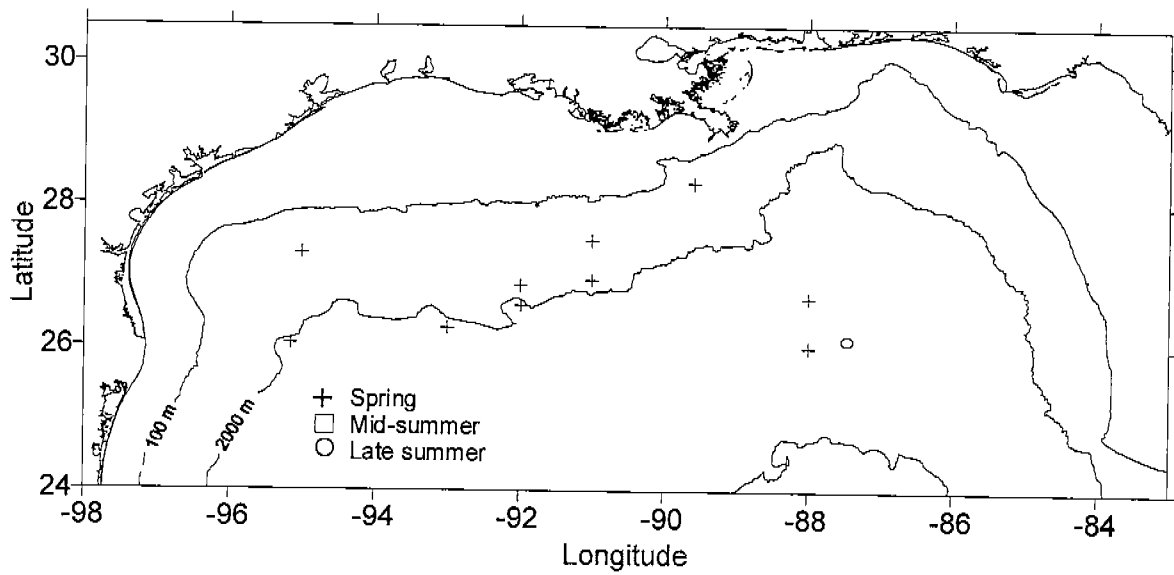 30
28
26
24
Latitude
100 m
2000 m
Spring
Mid-summer
Late summer
-98 -96 -94 -92 -90 -88 -86 -84
Longitude